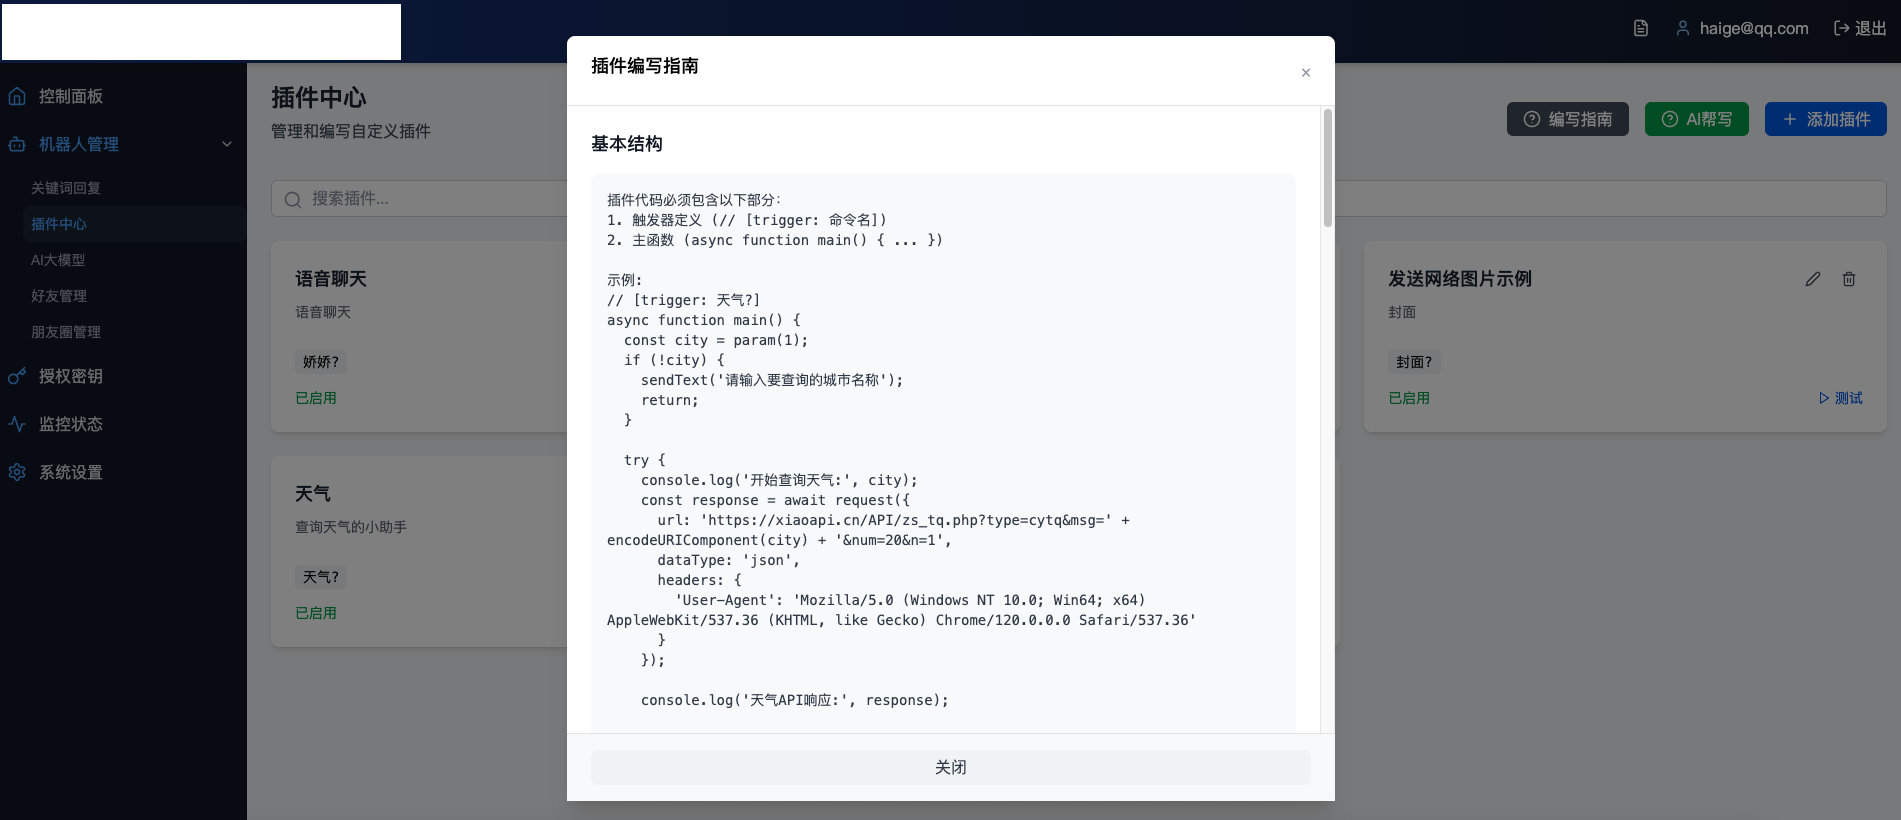 haige@qq.com
退出
控制面板
机器人管理
关键词回复
插件中心
AI大模型
好友管理
朋友圈管理
授权密钥
监控状态
系统设置
插件中心
管理和编写自定义插件
编写指南
AI帮写
添加插件
搜索插件...
语音聊天
语音聊天
娇娇?
已启用
发送网络图片示例
封面
封面?
已启用
测试
天气
查询天气的小助手
天气?
已启用
插件编写指南
×
基本结构
插件代码必须包含以下部分:
1. 触发器定义 (// [trigger: 命令名])
2. 主函数 (async function main() { ... })
示例:
// [trigger: 天气?]
async function main() {
  const city = param(1);
  if (!city) {
    sendText('请输入要查询的城市名称');
    return;
  }
  try {
    console.log('开始查询天气:', city);
    const response = await request({
      url: 'https://xiaoapi.cn/API/zs_tq.php?type=cytq&msg=' +
encodeURIComponent(city) + '&num=20&n=1',
      dataType: 'json',
      headers: {
        'User-Agent': 'Mozilla/5.0 (Windows NT 10.0; Win64; x64)
AppleWebKit/537.36 (KHTML, like Gecko) Chrome/120.0.0.0 Safari/537.36'
      }
    });
    console.log('天气API响应:', response);
关闭